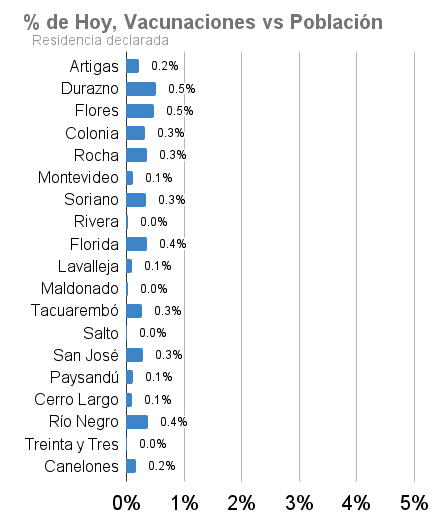 % de Hoy, Vacunaciones vs Población
Residencia declarada
Artigas 0.2%
Durazno 0.5%
Flores 0.5%
Colonia 0.3%
Rocha 0.3%
Montevideo 0.1%
Soriano 0.3%
Rivera 0.0%
Florida 0.4%
Lavalleja 0.1%
Maldonado 0.0%
Tacuarembó 0.3%
Salto 0.0%
San José 0.3%
Paysandú 0.1%
Cerro Largo 0.1%
Río Negro 0.4%
Treinta y Tres 0.0%
Canelones 0.2%
0% 1% 2% 3% 4% 5%